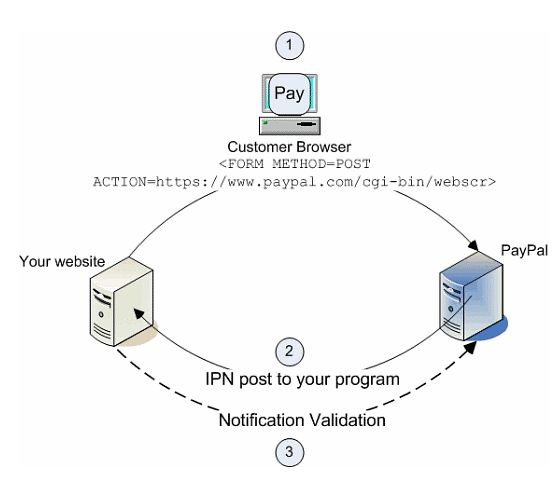 1
Pay
Customer Browser
<FORM METHOD=POST
ACTION=https://www.paypal.com/cgi-bin/webscr>
Your website
PayPal
2
IPN post to your program
Notification Validation
3